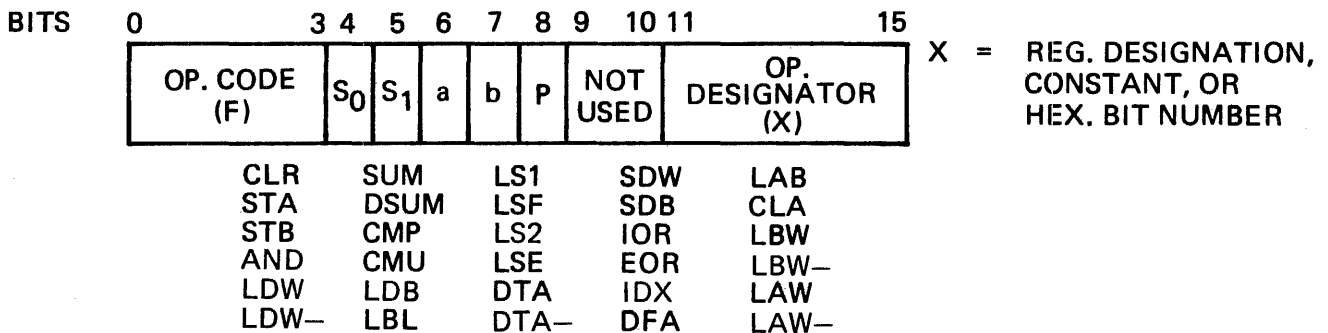 BITS 0 3 4 5 6 7 8 9 10 11 15
OP. CODE (F) S0 S1 a b P NOT USED OP. DESIGNATOR (X)
X = REG. DESIGNATION,
CONSTANT, OR
HEX. BIT NUMBER
CLR SUM LS1 SDW LAB
STA DSUM LSF SDB CLA
STB CMP LS2 IOR LBW
AND CMU LSE EOR LBW–
LDW LDB DTA IDX LAW
LDW– LBL DTA– DFA LAW–